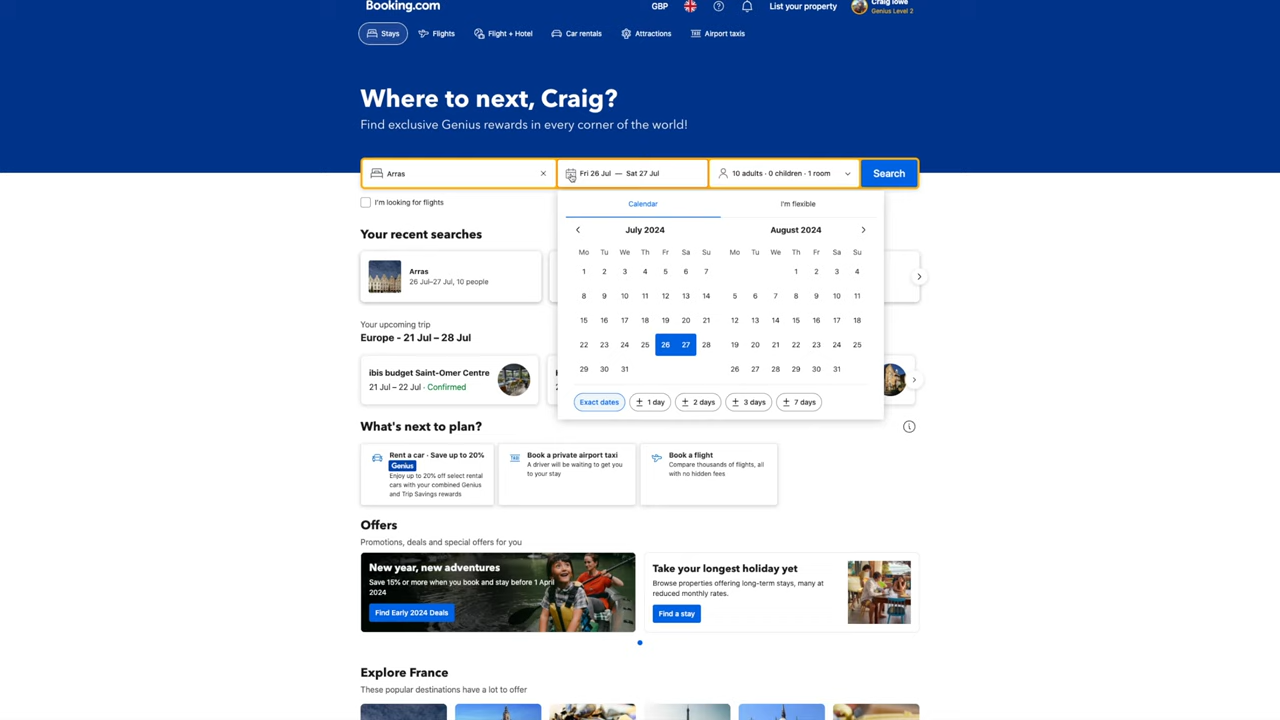 Booking.com
GBP
List your property
Craig lowe
Genius Level 2
Stays
Flights
Flight + Hotel
Car rentals
Attractions
Airport taxis
Where to next, Craig?
Find exclusive Genius rewards in every corner of the world!
Arras
Fri 26 Jul — Sat 27 Jul
10 adults · 0 children · 1 room
Search
I'm looking for flights
Calendar
I'm flexible
July 2024
Mo Tu We Th Fr Sa Su
1 2 3 4 5 6 7
8 9 10 11 12 13 14
15 16 17 18 19 20 21
22 23 24 25 26 27 28
29 30 31
August 2024
Mo Tu We Th Fr Sa Su
1 2 3 4
5 6 7 8 9 10 11
12 13 14 15 16 17 18
19 20 21 22 23 24 25
26 27 28 29 30 31
Exact dates
± 1 day
± 2 days
± 3 days
± 7 days
Your recent searches
Arras
26 Jul–27 Jul, 10 people
Your upcoming trip
Europe - 21 Jul – 28 Jul
ibis budget Saint-Omer Centre
21 Jul – 22 Jul · Confirmed
What's next to plan?
Rent a car · Save up to 20%
Genius
Enjoy up to 20% off select rental
cars with your combined Genius
and Trip Savings rewards
Book a private airport taxi
A driver will be waiting to get you
to your stay
Book a flight
Compare thousands of flights, all
with no hidden fees
Offers
Promotions, deals and special offers for you
New year, new adventures
Save 15% or more when you book and stay before 1 April
2024
Find Early 2024 Deals
Take your longest holiday yet
Browse properties offering long-term stays, many at
reduced monthly rates.
Find a stay
Explore France
These popular destinations have a lot to offer